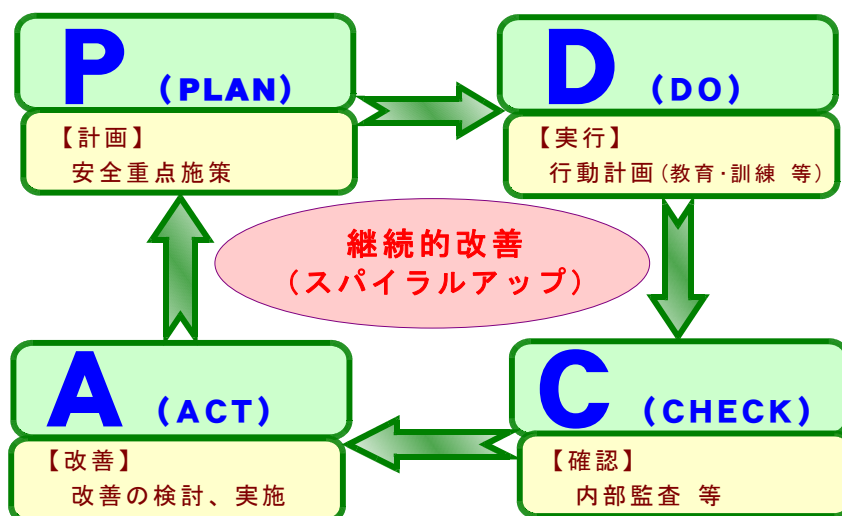 P (PLAN)
【計画】
安全重点施策
D (DO)
【実行】
行動計画(教育・訓練 等)
継続的改善
(スパイラルアップ)
A (ACT)
【改善】
改善の検討、実施
C (CHECK)
【確認】
内部監査 等